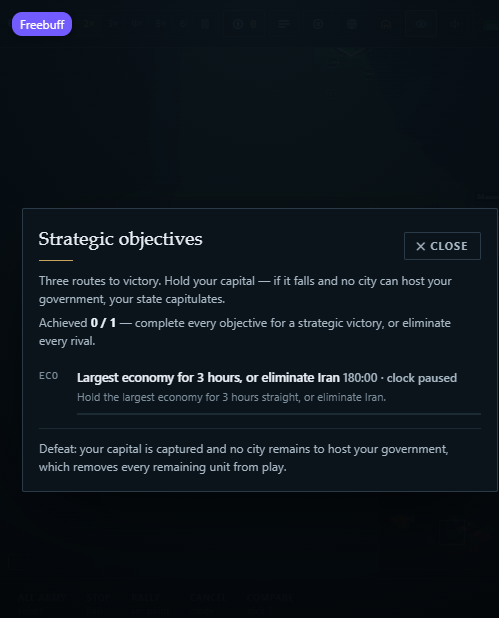 Freebuff
Strategic objectives
✕ CLOSE
Three routes to victory. Hold your capital — if it falls and no city can host your
government, your state capitulates.
Achieved 0 / 1 — complete every objective for a strategic victory, or eliminate
every rival.
ECO
Largest economy for 3 hours, or eliminate Iran 180:00 · clock paused
Hold the largest economy for 3 hours straight, or eliminate Iran.
Defeat: your capital is captured and no city remains to host your government,
which removes every remaining unit from play.